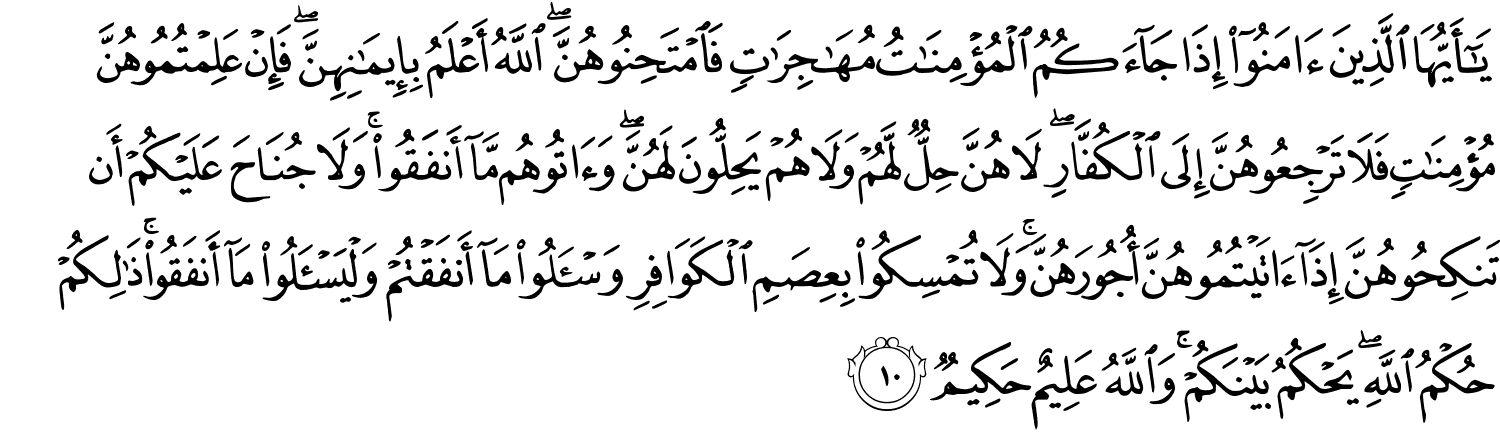 يَـٰٓأَيُّهَا ٱلَّذِينَ ءَامَنُوٓا۟ إِذَا جَآءَكُمُ ٱلْمُؤْمِنَـٰتُ مُهَـٰجِرَٰتٍ فَٱمْتَحِنُوهُنَّ ۖ ٱللَّهُ أَعْلَمُ بِإِيمَـٰنِهِنَّ ۖ فَإِنْ عَلِمْتُمُوهُنَّ
مُؤْمِنَـٰتٍ فَلَا تَرْجِعُوهُنَّ إِلَى ٱلْكُفَّارِ ۖ لَا هُنَّ حِلٌّ لَّهُمْ وَلَا هُمْ يَحِلُّونَ لَهُنَّ ۖ وَءَاتُوهُم مَّآ أَنفَقُوا۟ ۚ وَلَا جُنَاحَ عَلَيْكُمْ أَن
تَنكِحُوهُنَّ إِذَآ ءَاتَيْتُمُوهُنَّ أُجُورَهُنَّ ۚ وَلَا تُمْسِكُوا۟ بِعِصَمِ ٱلْكَوَافِرِ وَسْـَٔلُوا۟ مَآ أَنفَقْتُمْ وَلْيَسْـَٔلُوا۟ مَآ أَنفَقُوا۟ ۚ ذَٰلِكُمْ
حُكْمُ ٱللَّهِ ۖ يَحْكُمُ بَيْنَكُمْ ۚ وَٱللَّهُ عَلِيمٌ حَكِيمٌ ١٠